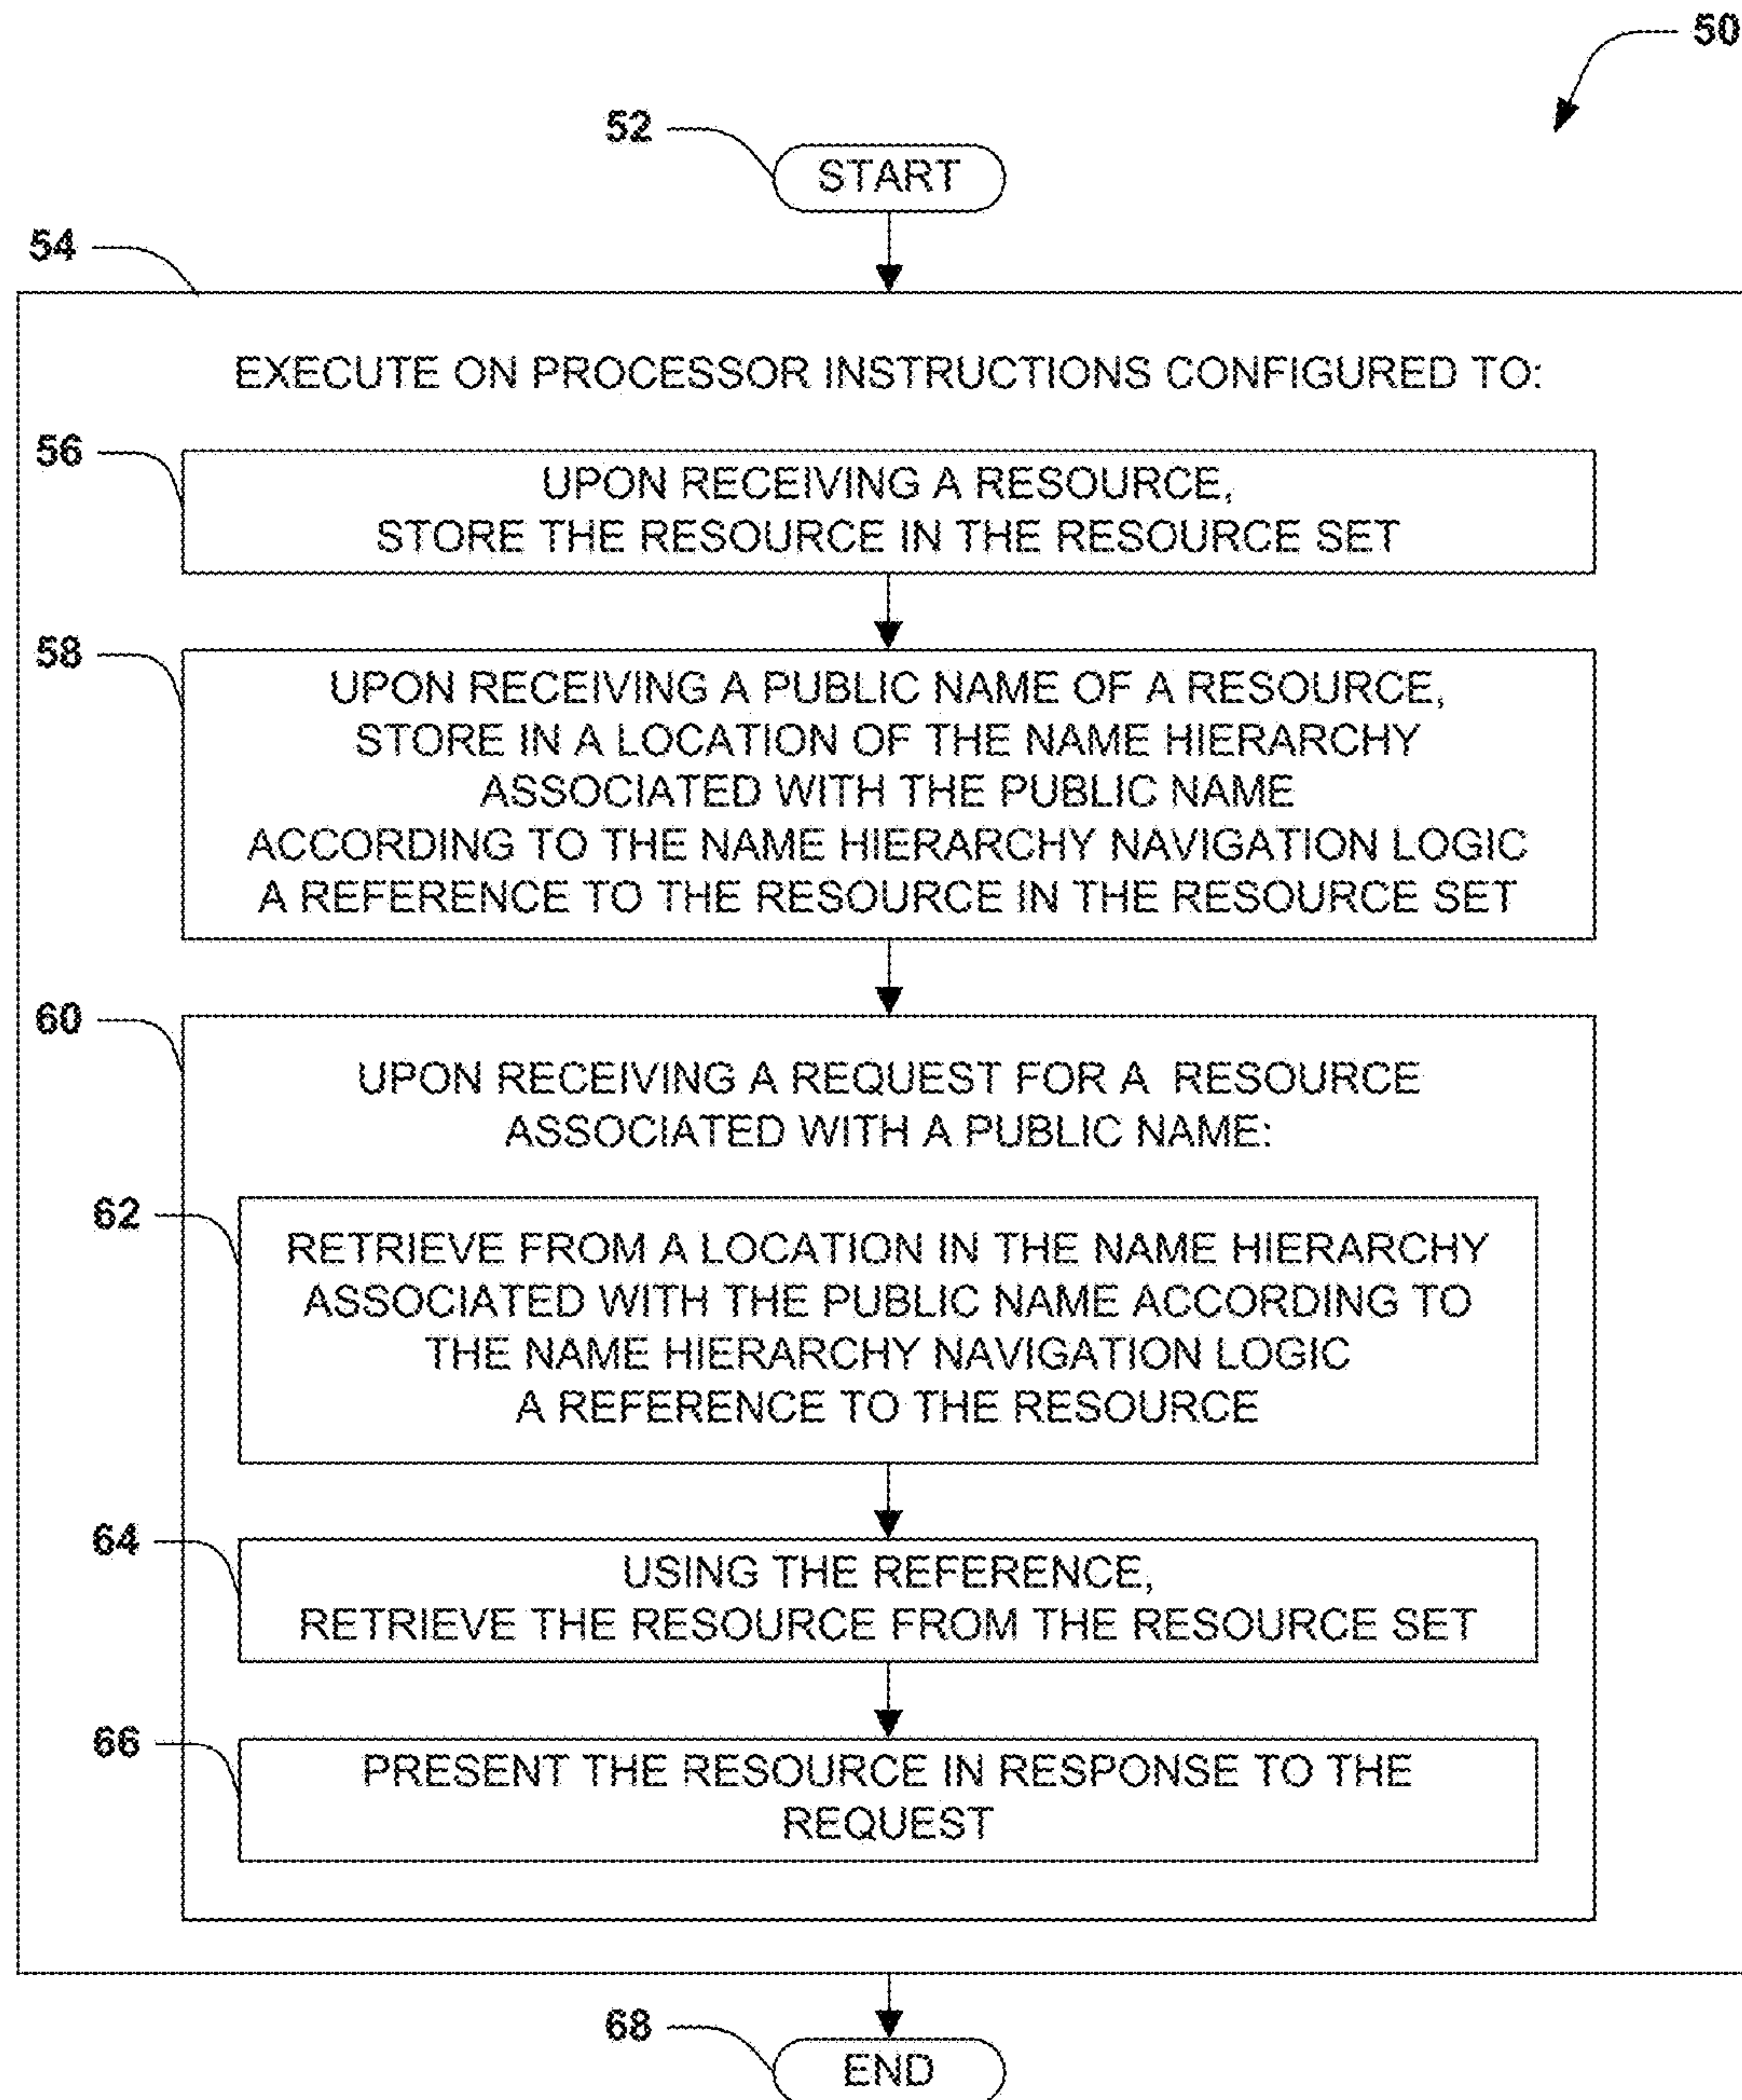 50
52
START
54
EXECUTE ON PROCESSOR INSTRUCTIONS CONFIGURED TO:
56
UPON RECEIVING A RESOURCE,
STORE THE RESOURCE IN THE RESOURCE SET
58
UPON RECEIVING A PUBLIC NAME OF A RESOURCE,
STORE IN A LOCATION OF THE NAME HIERARCHY
ASSOCIATED WITH THE PUBLIC NAME
ACCORDING TO THE NAME HIERARCHY NAVIGATION LOGIC
A REFERENCE TO THE RESOURCE IN THE RESOURCE SET
60
UPON RECEIVING A REQUEST FOR A RESOURCE
ASSOCIATED WITH A PUBLIC NAME:
62
RETRIEVE FROM A LOCATION IN THE NAME HIERARCHY
ASSOCIATED WITH THE PUBLIC NAME ACCORDING TO
THE NAME HIERARCHY NAVIGATION LOGIC
A REFERENCE TO THE RESOURCE
64
USING THE REFERENCE,
RETRIEVE THE RESOURCE FROM THE RESOURCE SET
66
PRESENT THE RESOURCE IN RESPONSE TO THE
REQUEST
68
END